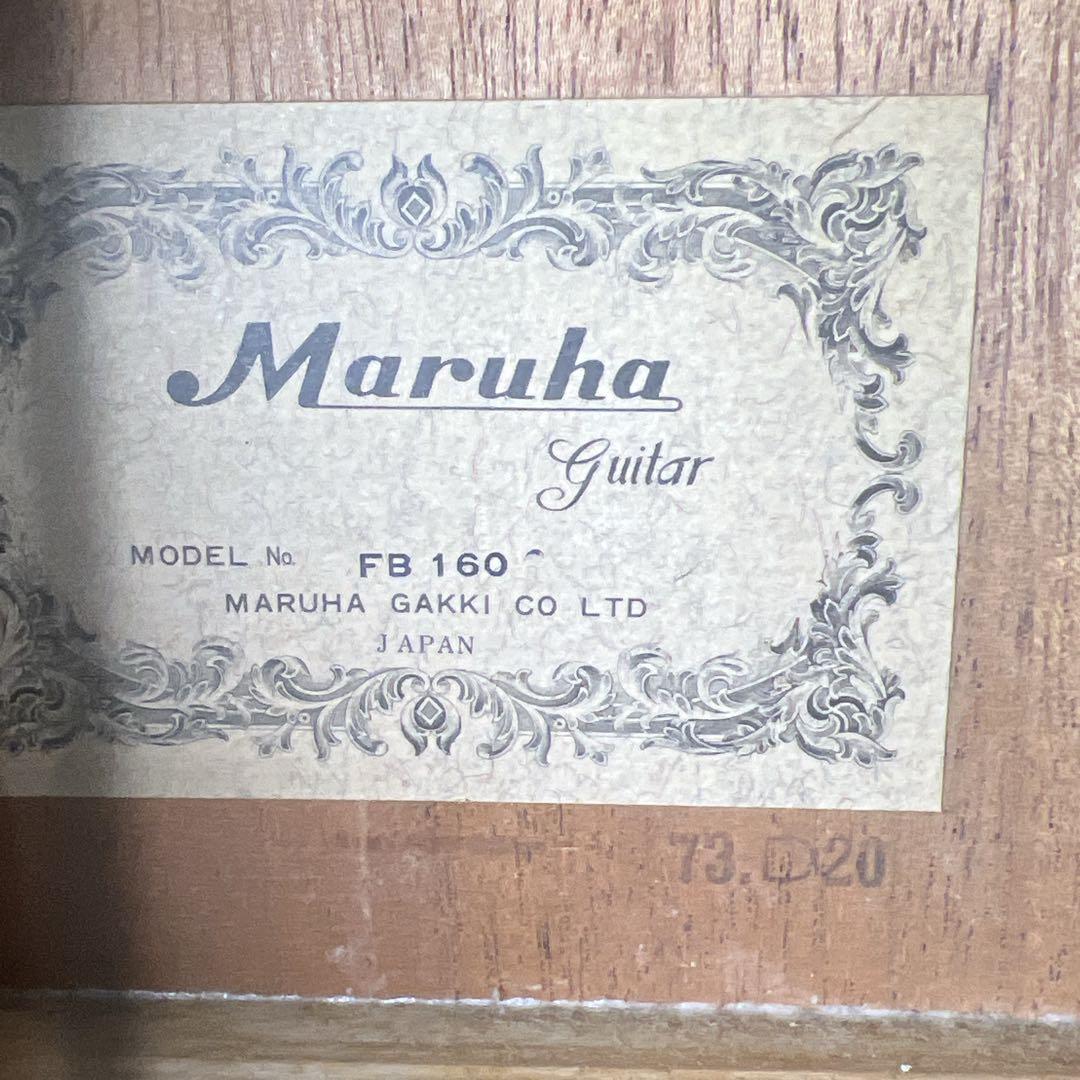 Maruha
Guitar
MODEL No. FB 160
MARUHA GAKKI CO LTD
JAPAN
73.D20